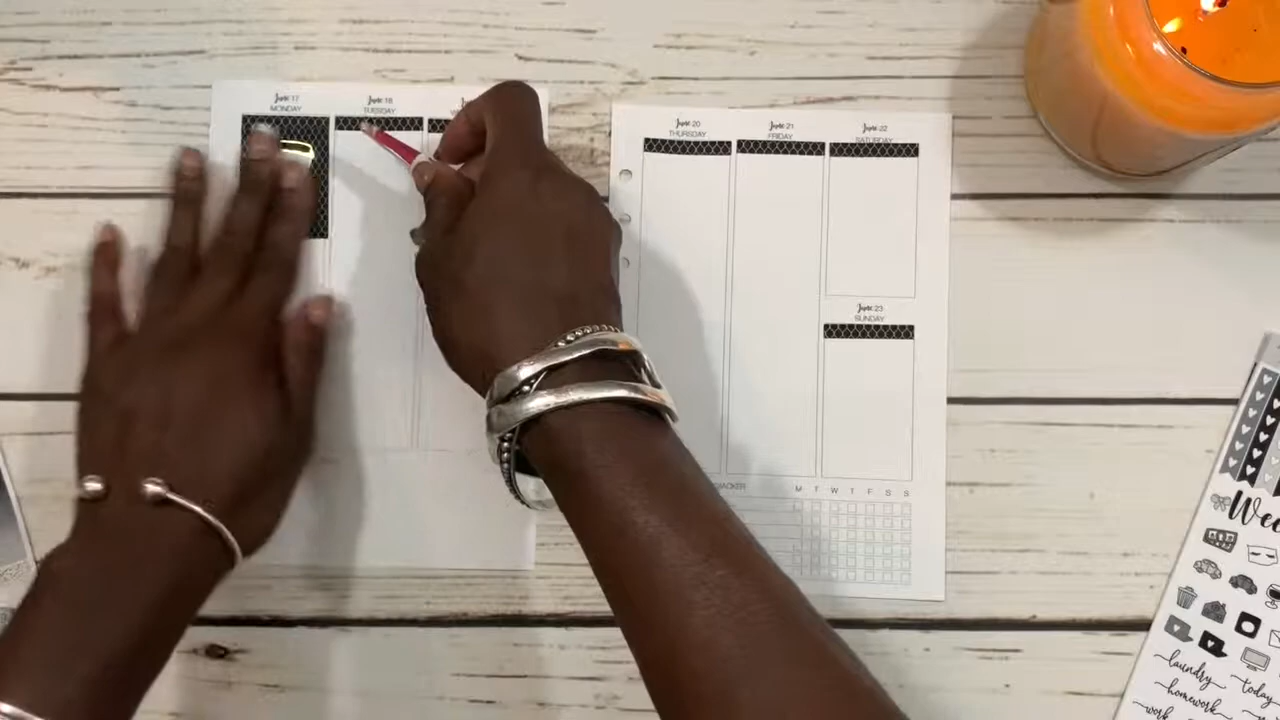 June 17
MONDAY
June 18
TUESDAY
June 20
THURSDAY
June 21
FRIDAY
June 22
SATURDAY
June 23
SUNDAY
M T W T F S S
laundry
today
homework
work